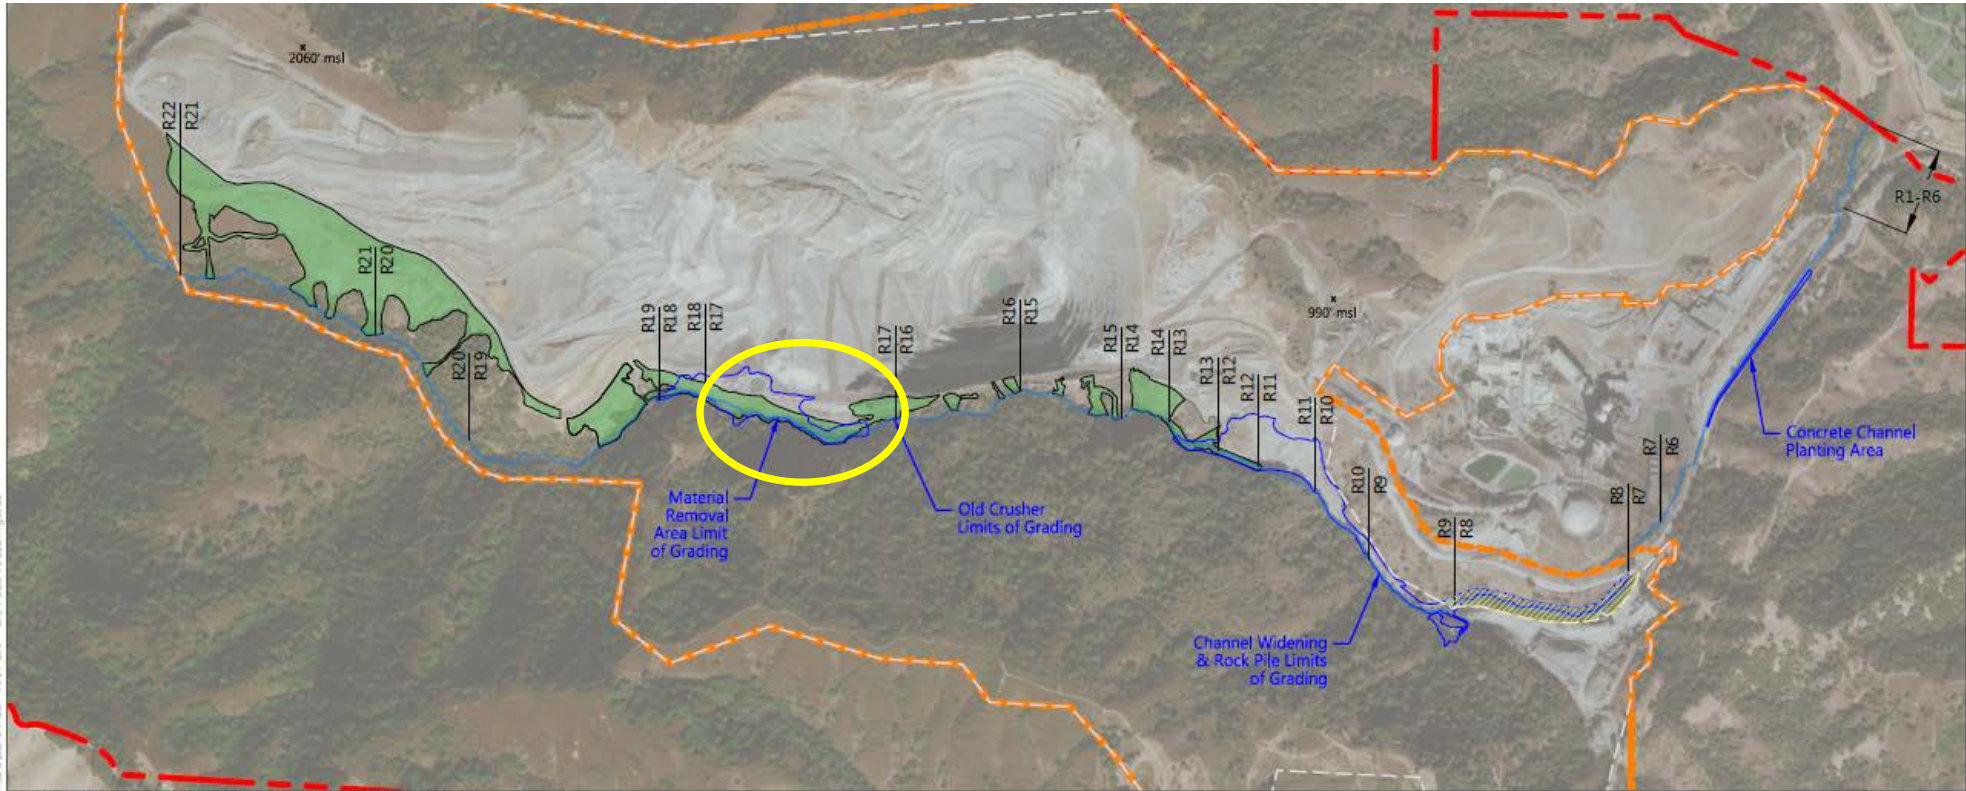 2060' msl
R22
R21
R1-R6
R21
R20
R19
R18
R18
R17
R17
R16
R16
R15
R15
R14
R14
R13
990' msl
R20
R19
R13
R12
R12
R11
R11
R10
R10
R9
R9
R8
R8
R7
R7
R6
Concrete Channel
Planting Area
Material
Removal
Area Limit
of Grading
Old Crusher
Limits of Grading
Channel Widening
& Rock Pile Limits
of Grading